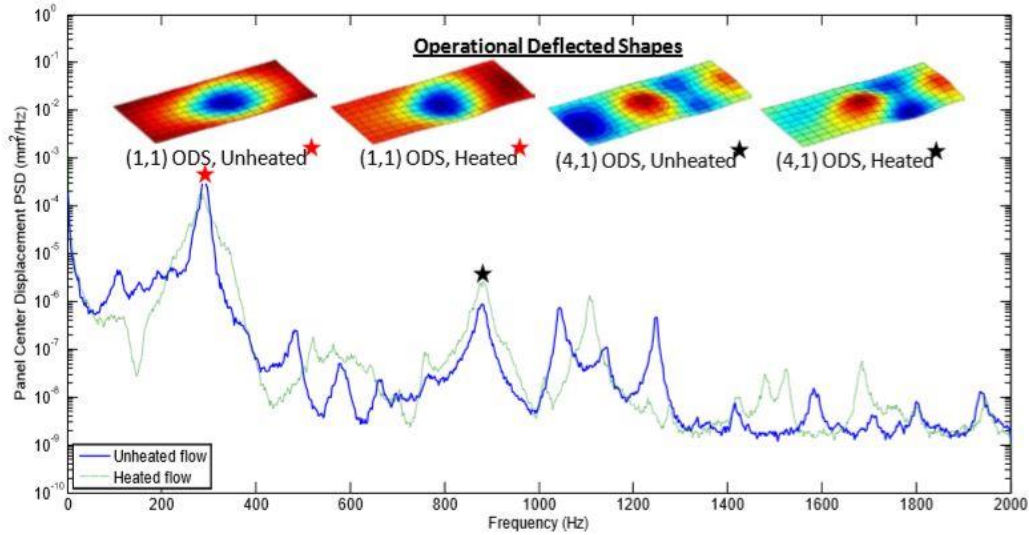 Operational Deflected Shapes
(1,1) ODS, Unheated
(1,1) ODS, Heated
(4,1) ODS, Unheated
(4,1) ODS, Heated
Panel Center Displacement PSD (mm²/Hz)
10⁰
10⁻¹
10⁻²
10⁻³
10⁻⁴
10⁻⁵
10⁻⁶
10⁻⁷
10⁻⁸
10⁻⁹
10⁻¹⁰
Unheated flow
Heated flow
0 200 400 600 800 1000 1200 1400 1600 1800 2000
Frequency (Hz)